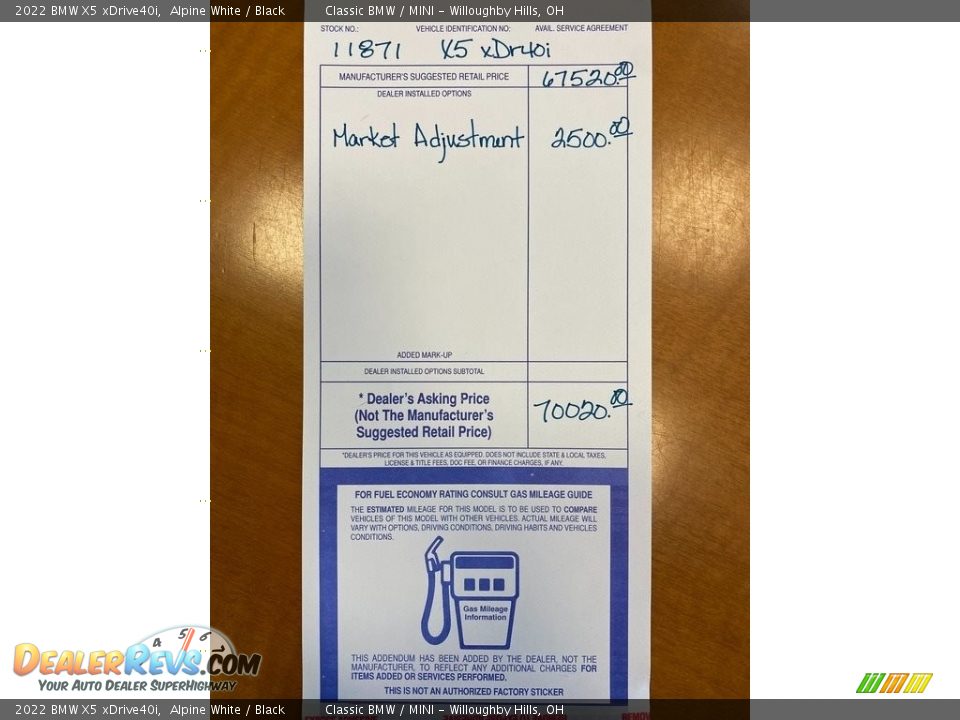 2022 BMW X5 xDrive40i, Alpine White / Black Classic BMW / MINI - Willoughby Hills, OH
STOCK NO.: VEHICLE IDENTIFICATION NO: AVAIL. SERVICE AGREEMENT
11871 X5 xDr40i
MANUFACTURER'S SUGGESTED RETAIL PRICE 67520.00
DEALER INSTALLED OPTIONS
Market Adjustment 2500.00
ADDED MARK-UP
DEALER INSTALLED OPTIONS SUBTOTAL
* Dealer's Asking Price
(Not The Manufacturer's
Suggested Retail Price)
70020.00
*DEALER'S PRICE FOR THIS VEHICLE AS EQUIPPED. DOES NOT INCLUDE STATE & LOCAL TAXES,
LICENSE & TITLE FEES, DOC FEE, OR FINANCE CHARGES, IF ANY.
FOR FUEL ECONOMY RATING CONSULT GAS MILEAGE GUIDE
THE ESTIMATED MILEAGE FOR THIS MODEL IS TO BE USED TO COMPARE
VEHICLES OF THIS MODEL WITH OTHER VEHICLES. ACTUAL MILEAGE WILL
VARY WITH OPTIONS, DRIVING CONDITIONS, DRIVING HABITS AND VEHICLES
CONDITIONS.
Gas Mileage
Information
THIS ADDENDUM HAS BEEN ADDED BY THE DEALER, NOT THE
MANUFACTURER, TO REFLECT ANY ADDITIONAL CHARGES FOR
ITEMS ADDED OR SERVICES PERFORMED.
THIS IS NOT AN AUTHORIZED FACTORY STICKER
4 5 6
DEALERREVS.COM
YOUR AUTO DEALER SUPERHIGHWAY
2022 BMW X5 xDrive40i, Alpine White / Black Classic BMW / MINI - Willoughby Hills, OH